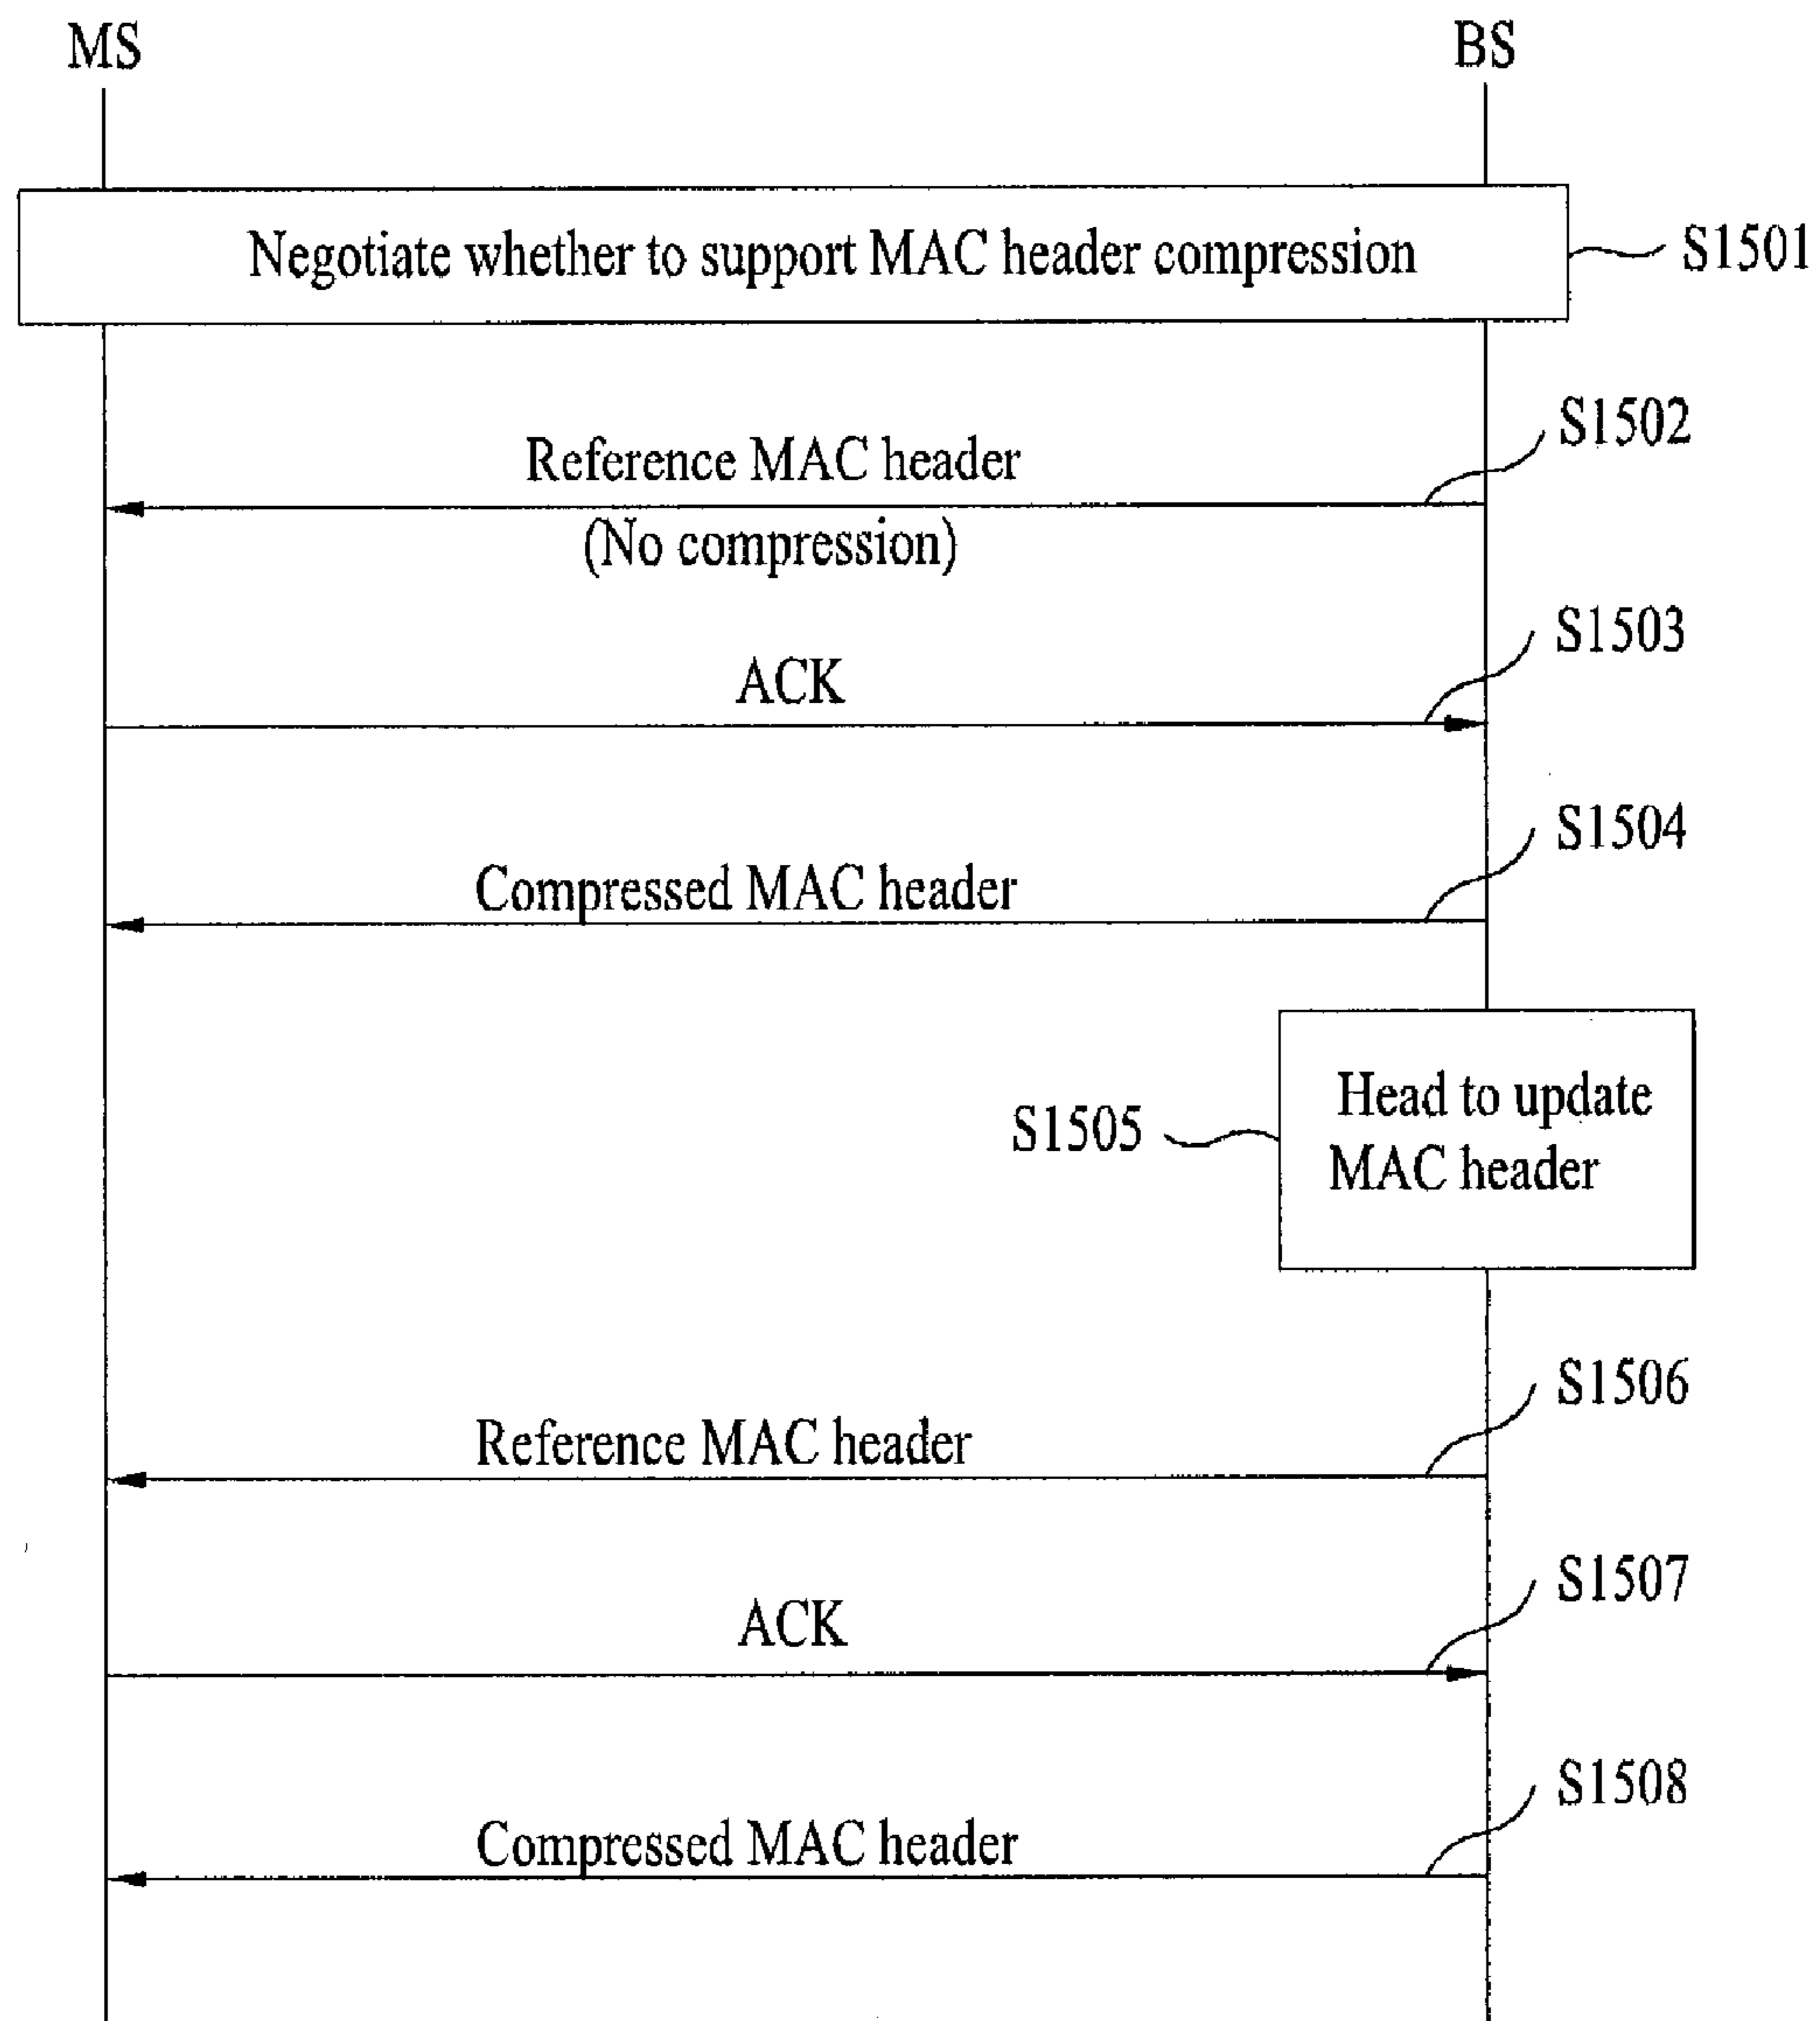 MS
BS
Negotiate whether to support MAC header compression
S1501
S1502
Reference MAC header
(No compression)
S1503
ACK
S1504
Compressed MAC header
S1505
Head to update
MAC header
S1506
Reference MAC header
S1507
ACK
S1508
Compressed MAC header